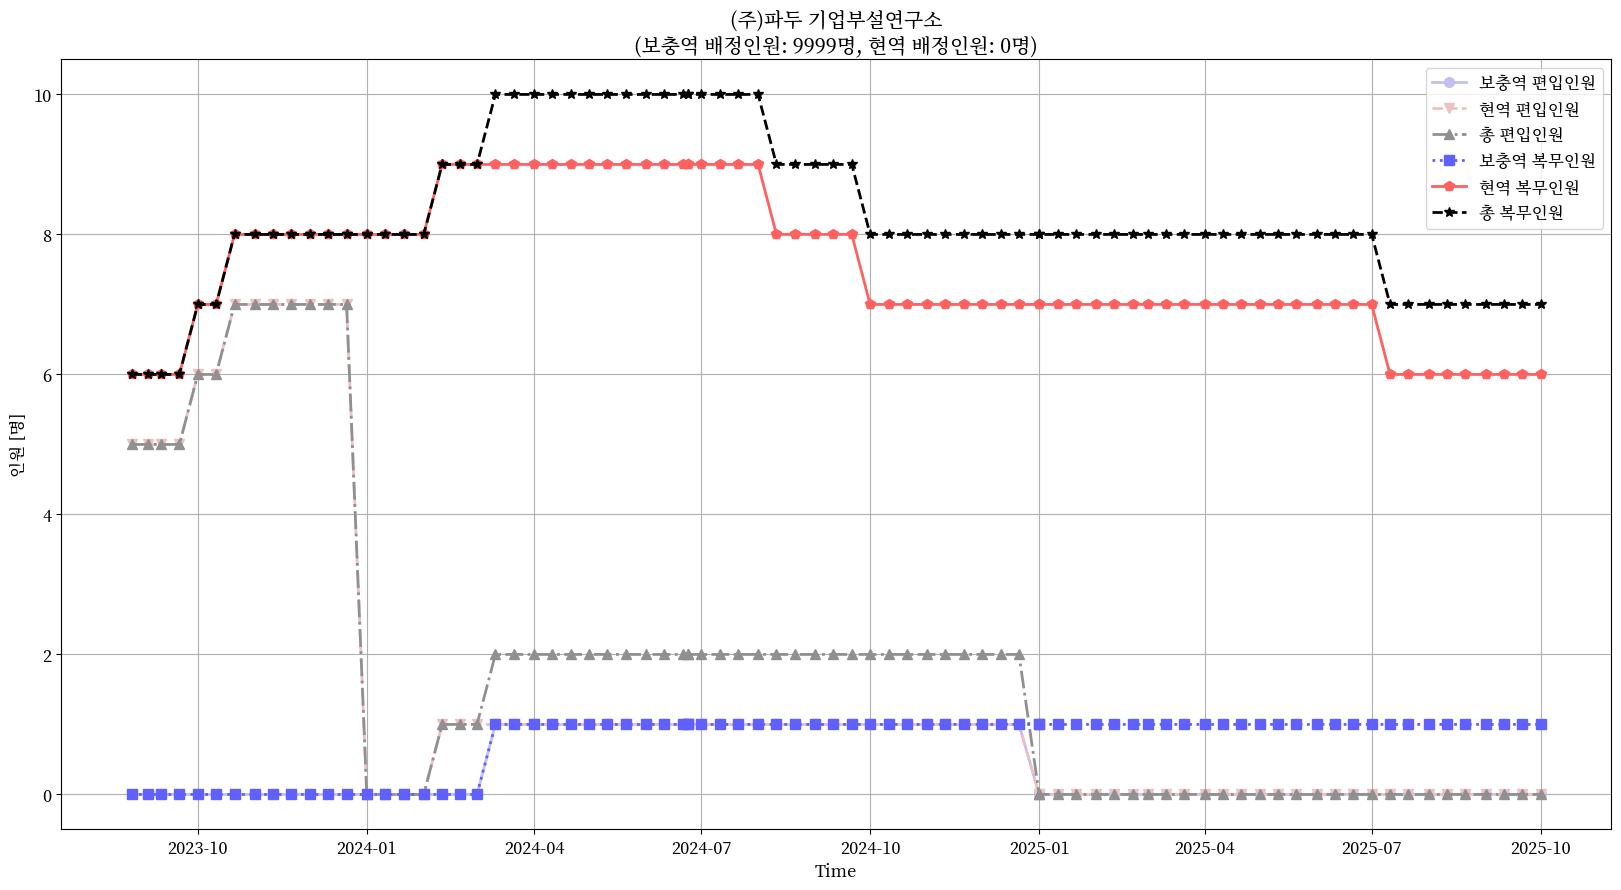 (주)파두 기업부설연구소
(보충역 배정인원: 9999명, 현역 배정인원: 0명)
보충역 편입인원
현역 편입인원
총 편입인원
보충역 복무인원
현역 복무인원
총 복무인원
인원 [명]
10
8
6
4
2
0
2023-10
2024-01
2024-04
2024-07
2024-10
2025-01
2025-04
2025-07
2025-10
Time